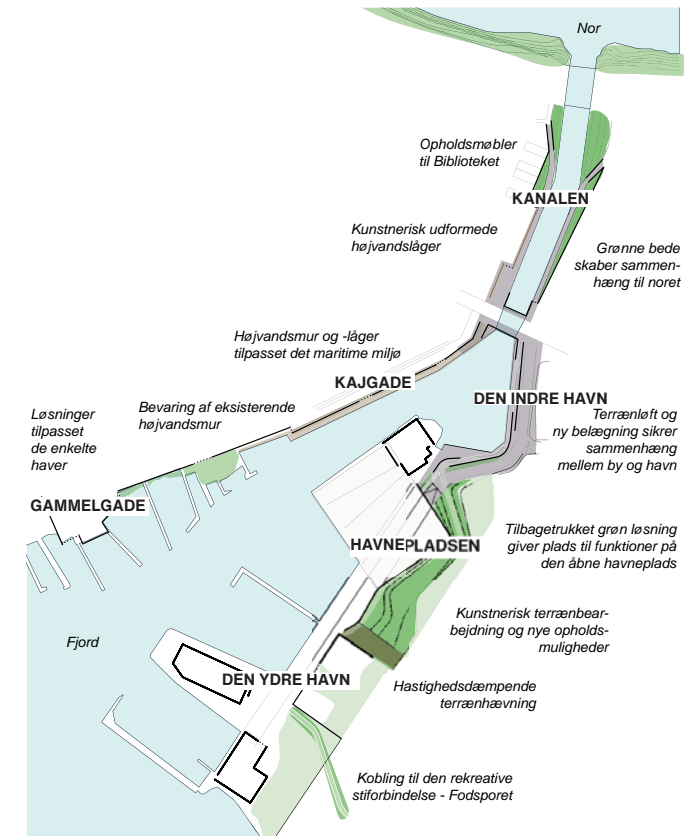 Nor
Opholdsmøbler
til Biblioteket
KANALEN
Kunstnerisk udformede
højvandslåger
Grønne bede
skaber sammen-
hæng til noret
Højvandsmur og -låger
tilpasset det maritime miljø
KAJGADE
DEN INDRE HAVN
Løsninger
tilpasset
de enkelte
haver
Bevaring af eksisterende
højvandsmur
Terrænløft og
ny belægning sikrer
sammenhæng
mellem by og havn
GAMMELGADE
HAVNEPLADSEN
Tilbagetrukket grøn løsning
giver plads til funktioner på
den åbne havneplads
Kunstnerisk terrænbear-
bejdning og nye opholds-
muligheder
Fjord
DEN YDRE HAVN
Hastighedsdæmpende
terrænhævning
Kobling til den rekreative
stiforbindelse - Fodsporet